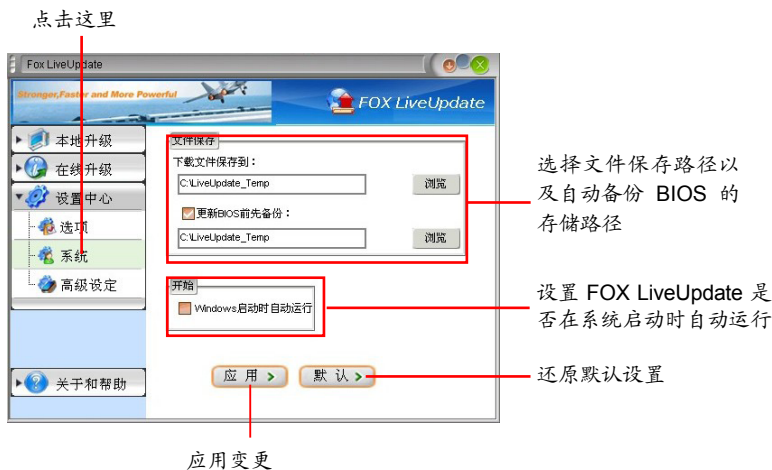 点击这里
Fox LiveUpdate
Stronger,Faster and More Powerful
FOX LiveUpdate
本地升级
在线升级
设置中心
选项
系统
高级设定
关于和帮助
文件保存
下载文件保存到：
C:\LiveUpdate_Temp
浏览
更新BIOS前先备份：
C:\LiveUpdate_Temp
浏览
开始
Windows启动时自动运行
应 用
默 认
选择文件保存路径以
及自动备份 BIOS 的
存储路径
设置 FOX LiveUpdate 是
否在系统启动时自动运行
还原默认设置
应用变更